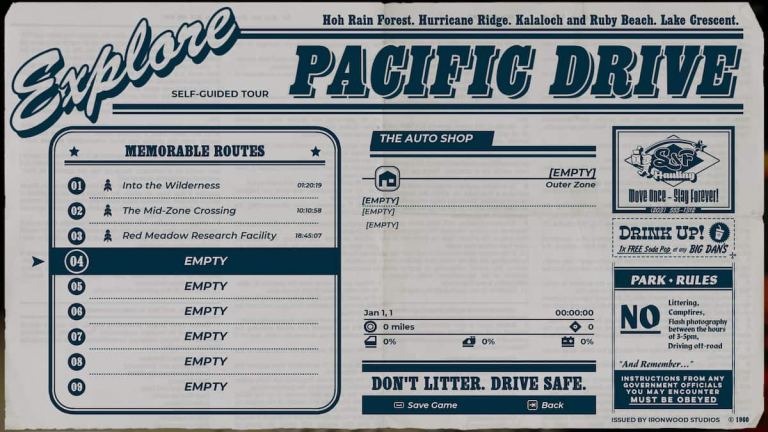 Hoh Rain Forest. Hurricane Ridge. Kalaloch and Ruby Beach. Lake Crescent.
Explore
PACIFIC DRIVE
SELF-GUIDED TOUR
MEMORABLE ROUTES
01 Into the Wilderness 01:20:19
02 The Mid-Zone Crossing 10:10:58
03 Red Meadow Research Facility 18:45:07
04 EMPTY
05 EMPTY
06 EMPTY
07 EMPTY
08 EMPTY
09 EMPTY
THE AUTO SHOP
[EMPTY]
Outer Zone
[EMPTY]
[EMPTY]
[EMPTY]
Jan 1, 1 00:00:00
0 miles 0
0% 0% 0%
DON'T LITTER. DRIVE SAFE.
Save Game Back
S&F
Hauling
Move Once - Stay Forever!
DRINK UP!
In FREE Soda Pop at any BIG DAN'S
PARK • RULES
NO
Littering,
Campfires,
Flash photography
between the hours
of 3-5pm,
Driving off-road
"And Remember..."
INSTRUCTIONS FROM ANY
GOVERNMENT OFFICIALS
YOU MAY ENCOUNTER
MUST BE OBEYED
ISSUED BY IRONWOOD STUDIOS © 1960